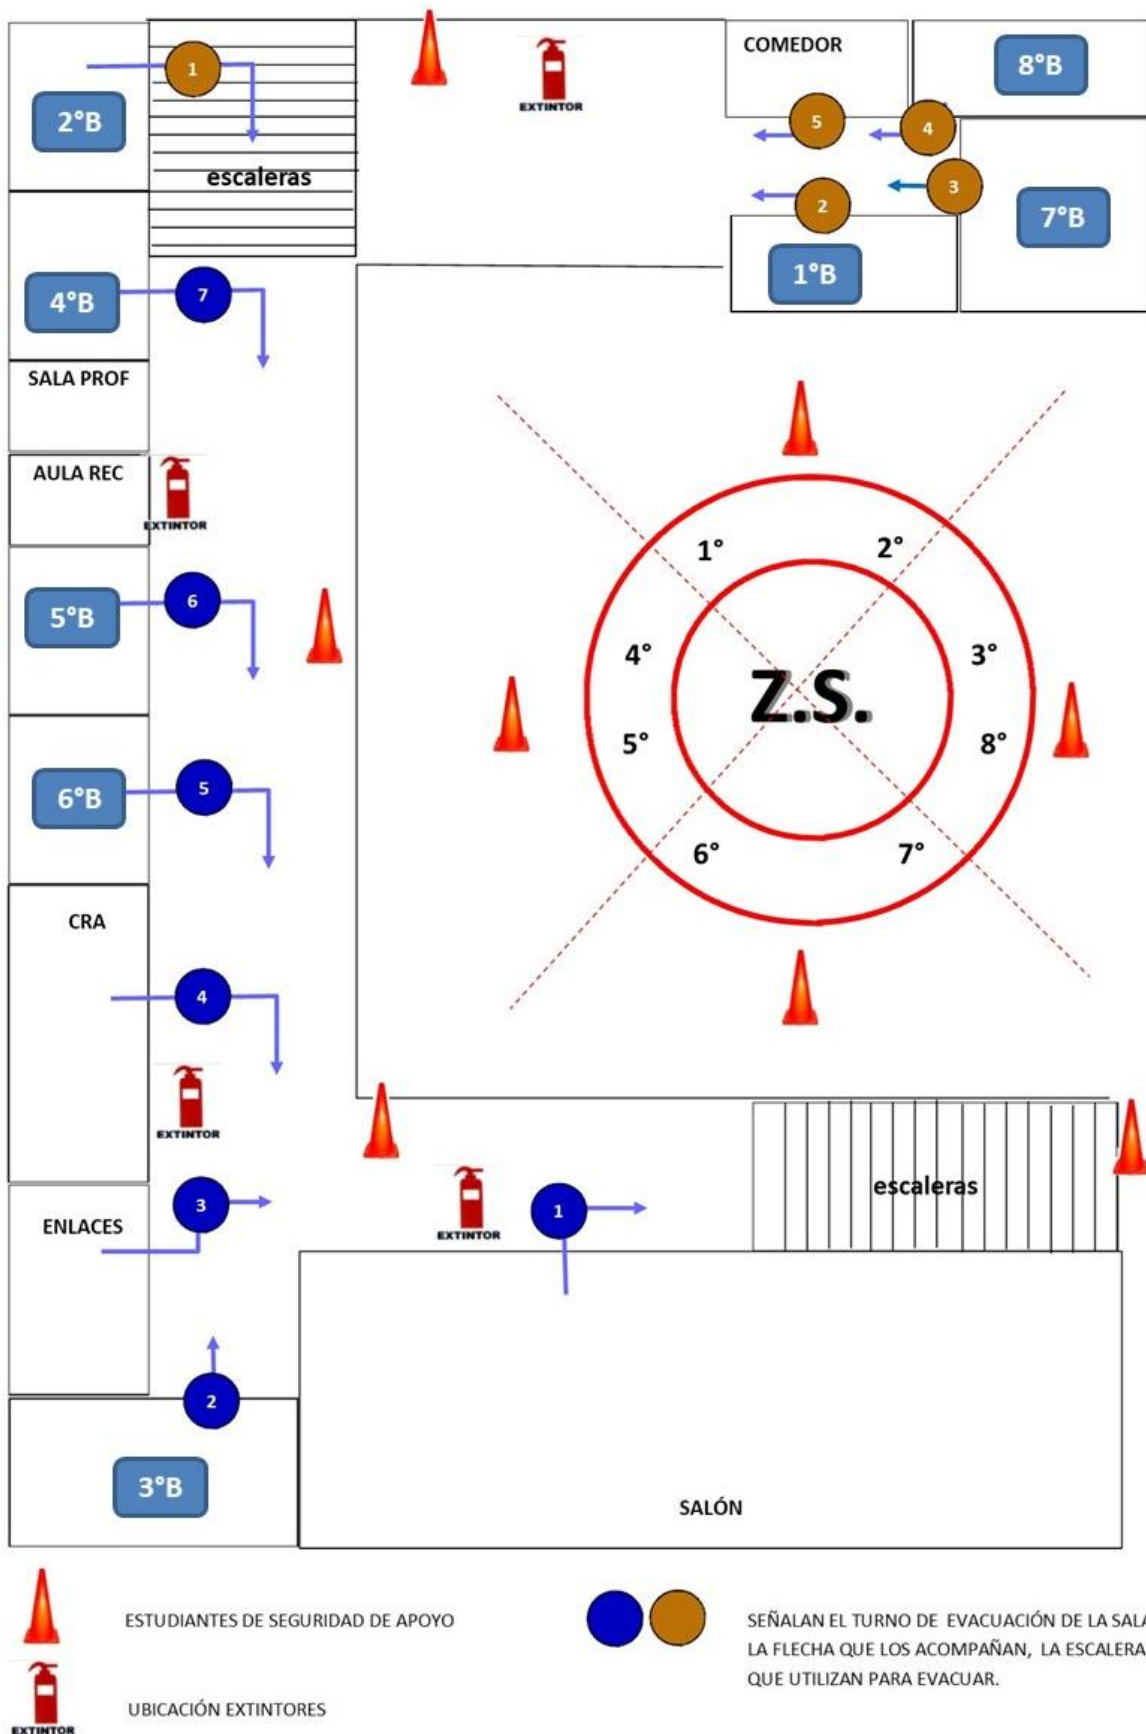 COMEDOR
8°B
1
2°B
EXTINTOR
5
4
escaleras
3
2
7°B
1°B
4°B
7
SALA PROF
AULA REC
EXTINTOR
1°
2°
5°B
6
4°
3°
Z.S.
5°
8°
6°B
5
6°
7°
CRA
4
EXTINTOR
3
ENLACES
EXTINTOR
1
escaleras
2
3°B
SALÓN
ESTUDIANTES DE SEGURIDAD DE APOYO
SEÑALAN EL TURNO DE EVACUACIÓN DE LA SALA
LA FLECHA QUE LOS ACOMPAÑAN, LA ESCALERA
QUE UTILIZAN PARA EVACUAR.
UBICACIÓN EXTINTORES
EXTINTOR